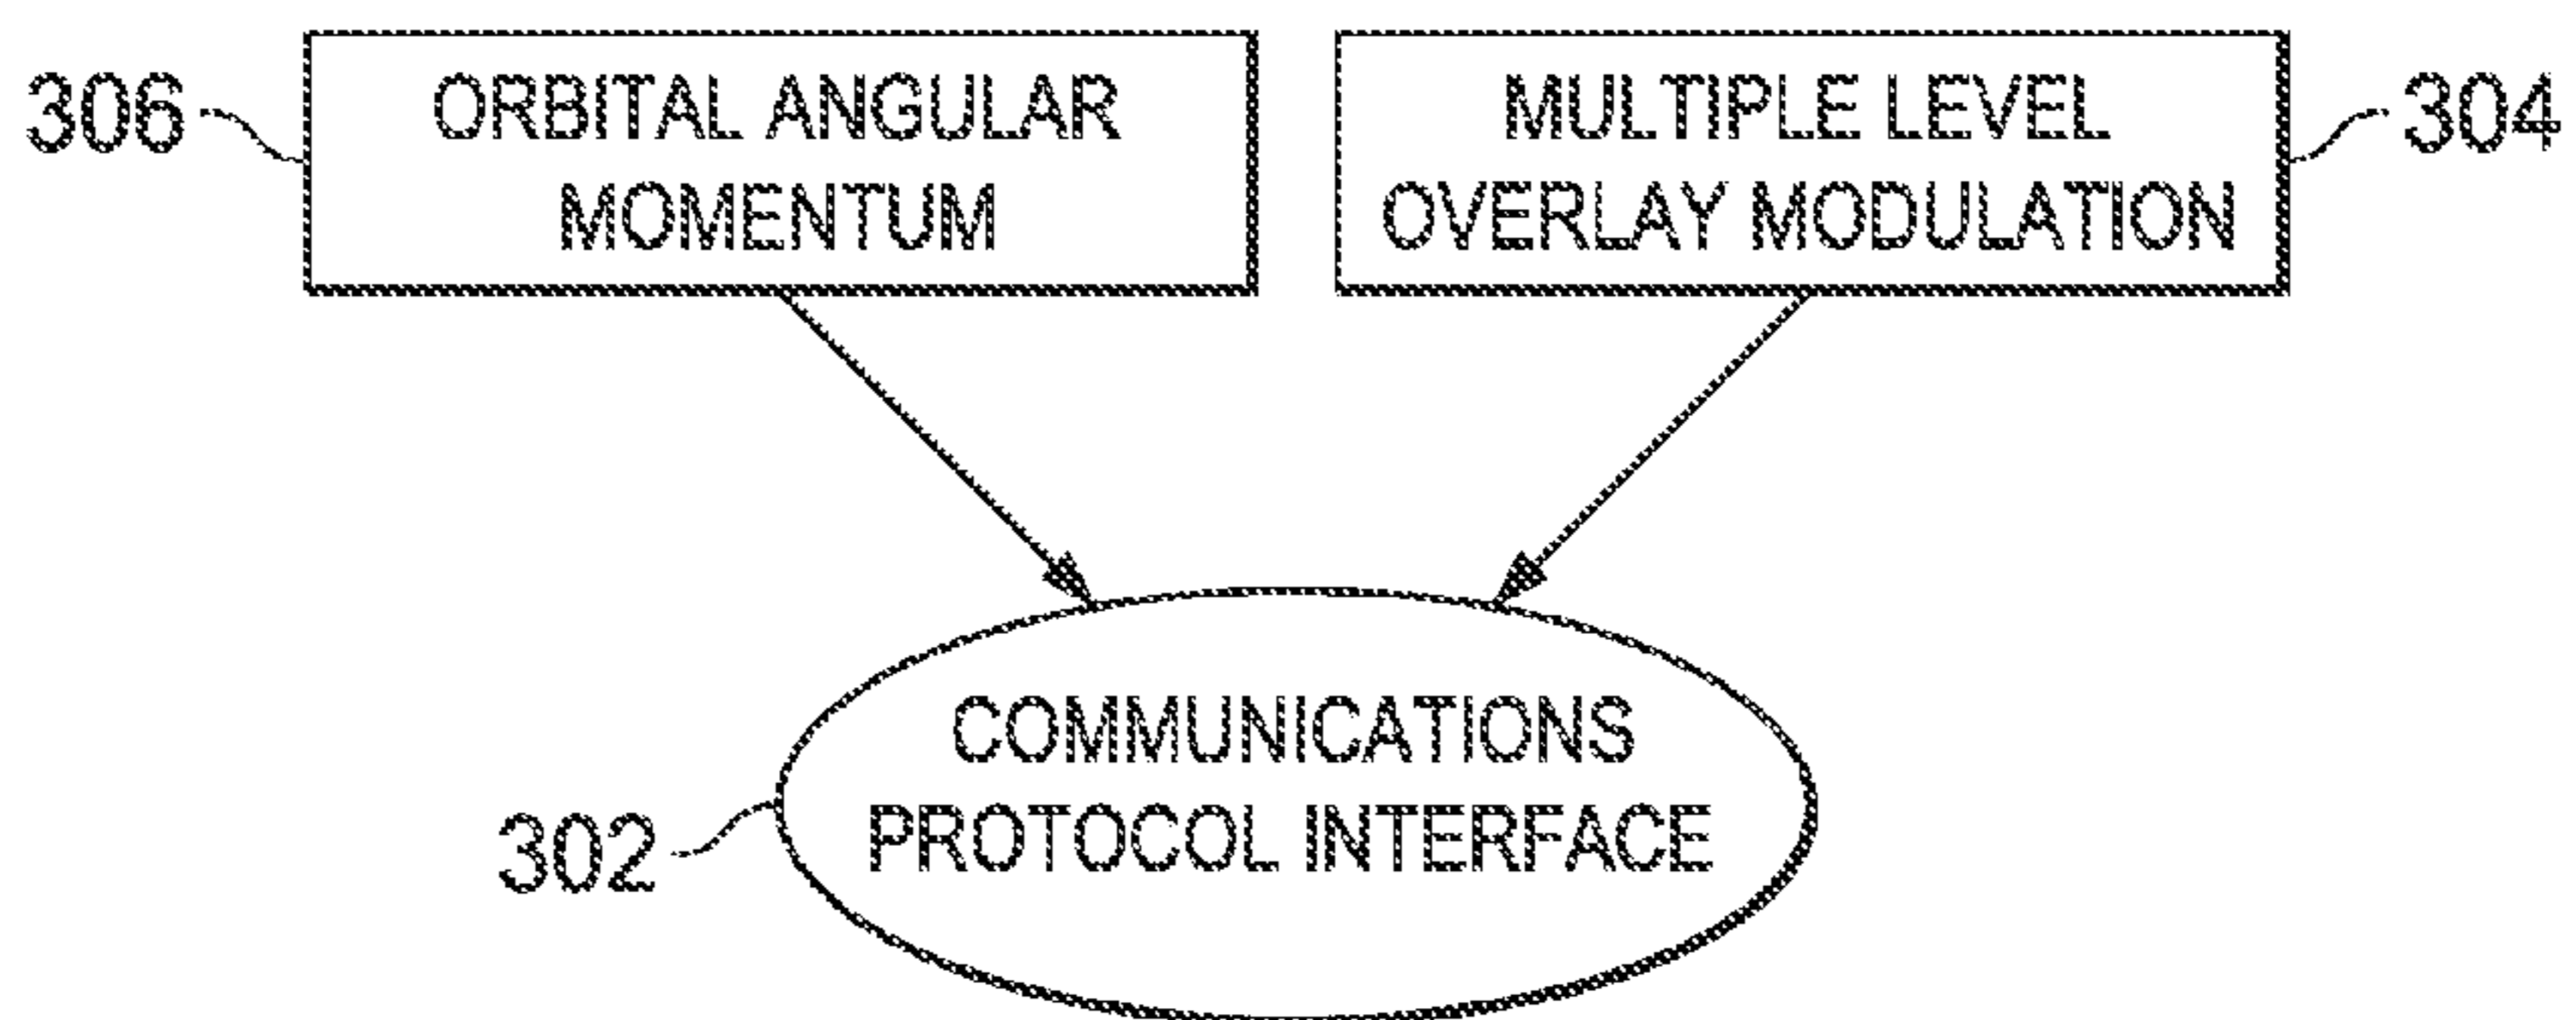 306
ORBITAL ANGULAR
MOMENTUM
MULTIPLE LEVEL
OVERLAY MODULATION
304
COMMUNICATIONS
PROTOCOL INTERFACE
302